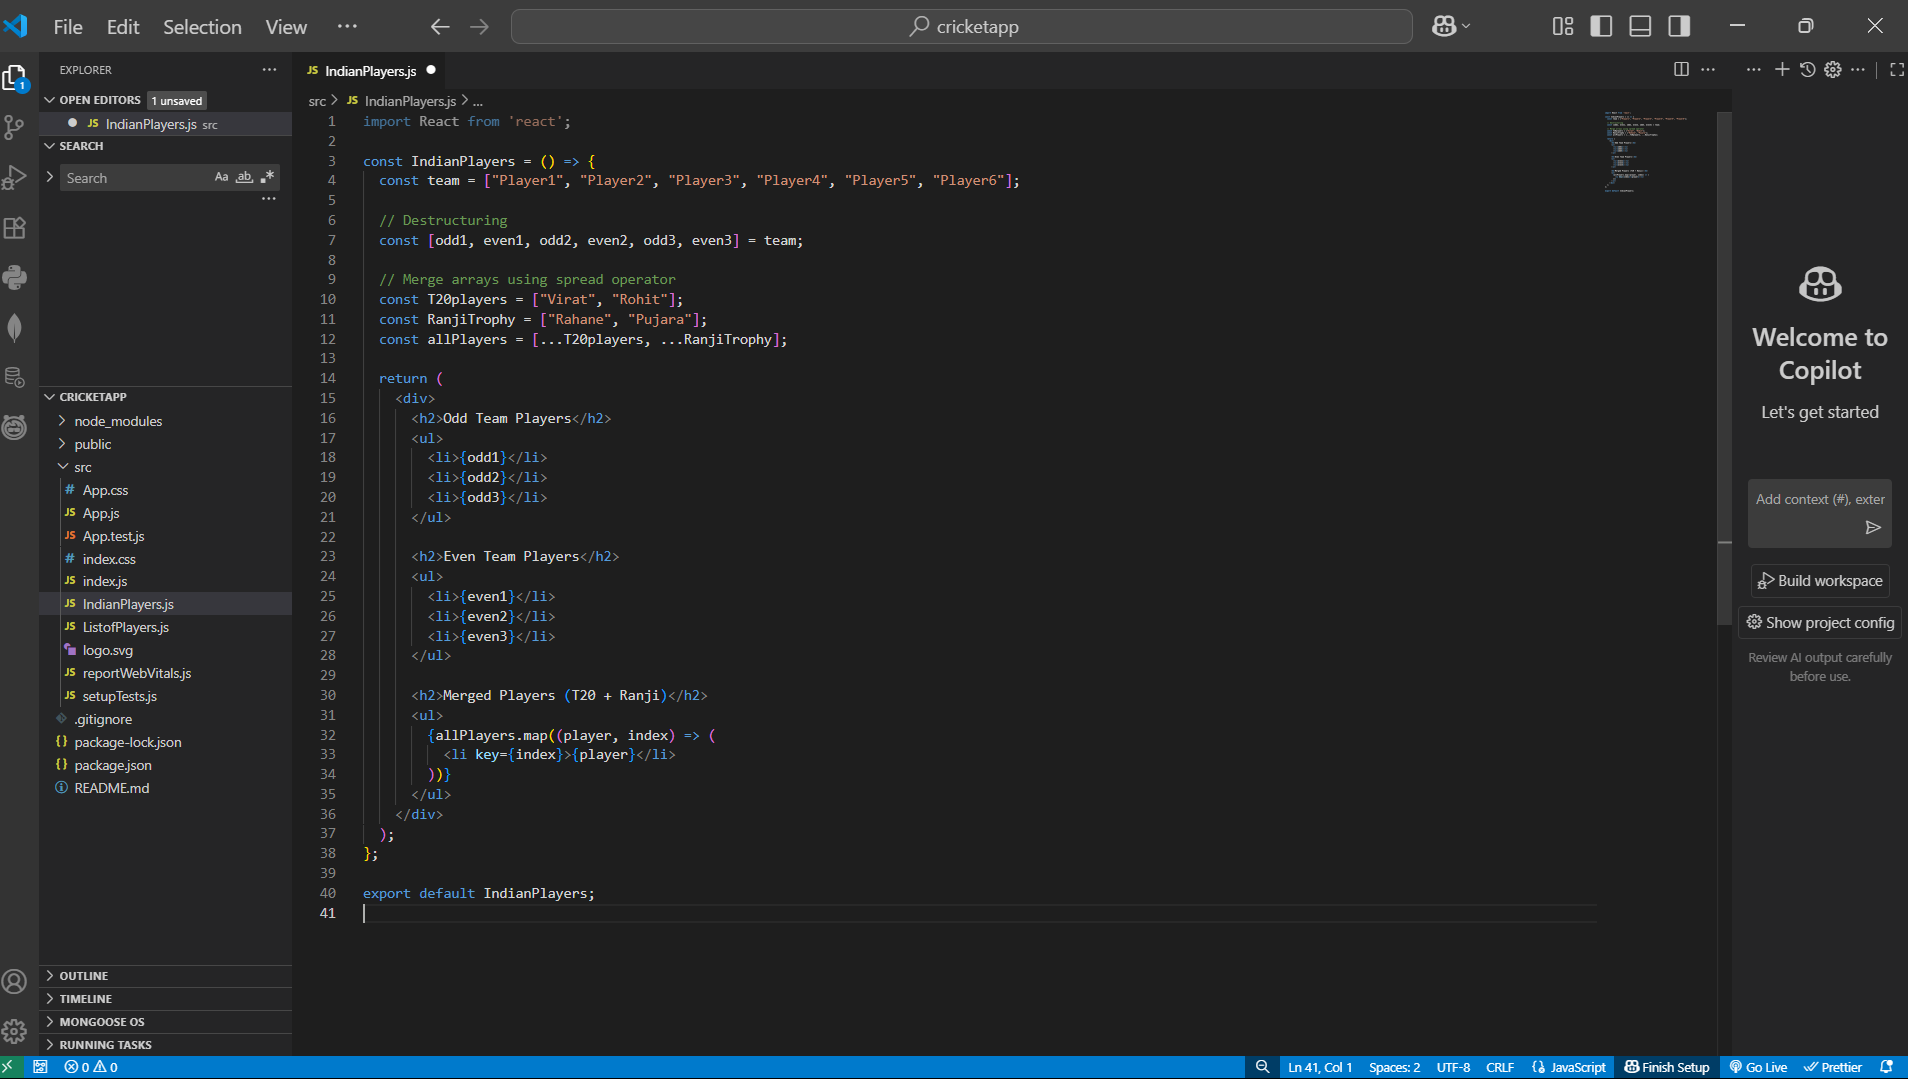 File Edit Selection View ··· cricketapp
EXPLORER
OPEN EDITORS 1 unsaved
IndianPlayers.js src
SEARCH
Search Aa ab .*
CRICKETAPP
node_modules
public
src
# App.css
JS App.js
JS App.test.js
# index.css
JS index.js
JS IndianPlayers.js
JS ListofPlayers.js
logo.svg
JS reportWebVitals.js
JS setupTests.js
.gitignore
{} package-lock.json
{} package.json
README.md
OUTLINE
TIMELINE
MONGOOSE OS
RUNNING TASKS
1
JS IndianPlayers.js
src > JS IndianPlayers.js > ...
1 import React from 'react';
2
3 const IndianPlayers = () => {
4 const team = ["Player1", "Player2", "Player3", "Player4", "Player5", "Player6"];
5
6 // Destructuring
7 const [odd1, even1, odd2, even2, odd3, even3] = team;
8
9 // Merge arrays using spread operator
10 const T20players = ["Virat", "Rohit"];
11 const RanjiTrophy = ["Rahane", "Pujara"];
12 const allPlayers = [...T20players, ...RanjiTrophy];
13
14 return (
15 <div>
16 <h2>Odd Team Players</h2>
17 <ul>
18 <li>{odd1}</li>
19 <li>{odd2}</li>
20 <li>{odd3}</li>
21 </ul>
22
23 <h2>Even Team Players</h2>
24 <ul>
25 <li>{even1}</li>
26 <li>{even2}</li>
27 <li>{even3}</li>
28 </ul>
29
30 <h2>Merged Players (T20 + Ranji)</h2>
31 <ul>
32 {allPlayers.map((player, index) => (
33 <li key={index}>{player}</li>
34 ))}
35 </ul>
36 </div>
37 );
38 };
39
40 export default IndianPlayers;
41
Welcome to
Copilot
Let's get started
Add context (#), exter
Build workspace
Show project config
Review AI output carefully
before use.
0 0 Ln 41, Col 1 Spaces: 2 UTF-8 CRLF {} JavaScript Finish Setup Go Live Prettier